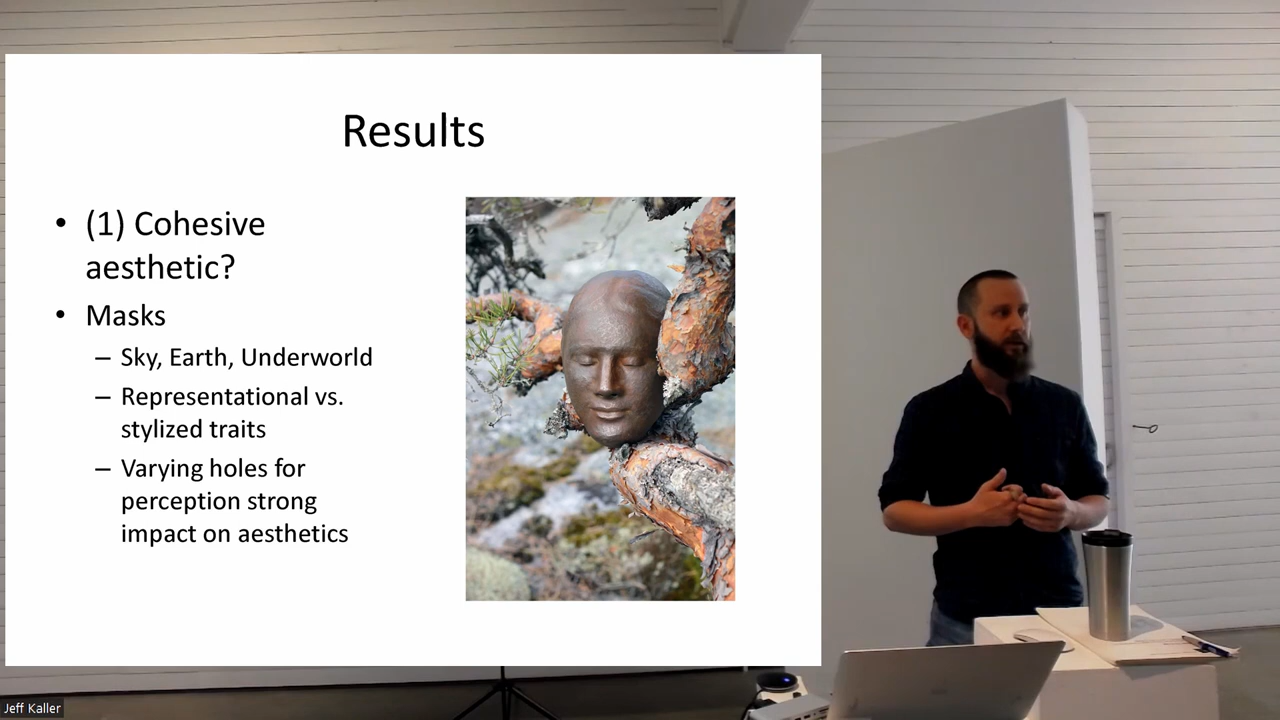 Results
• (1) Cohesive
aesthetic?
• Masks
– Sky, Earth, Underworld
– Representational vs.
stylized traits
– Varying holes for
perception strong
impact on aesthetics
Jeff Kaller